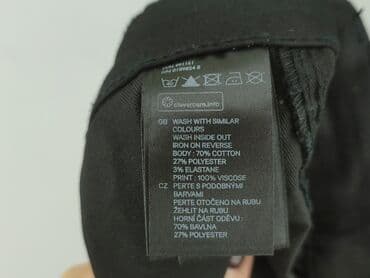 clevercare.info
GB WASH WITH SIMILAR
COLOURS
WASH INSIDE OUT
IRON ON REVERSE
BODY : 70% COTTON
27% POLYESTER
3% ELASTANE
PRINT : 100% VISCOSE
CZ PERTE S PODOBNÝMI
BARVAMI
PERTE OTOČENO NA RUBU
ŽEHLIT NA RUBU
HORNÍ ČÁST ODĚVU :
70% BAVLNA
27% POLYESTER